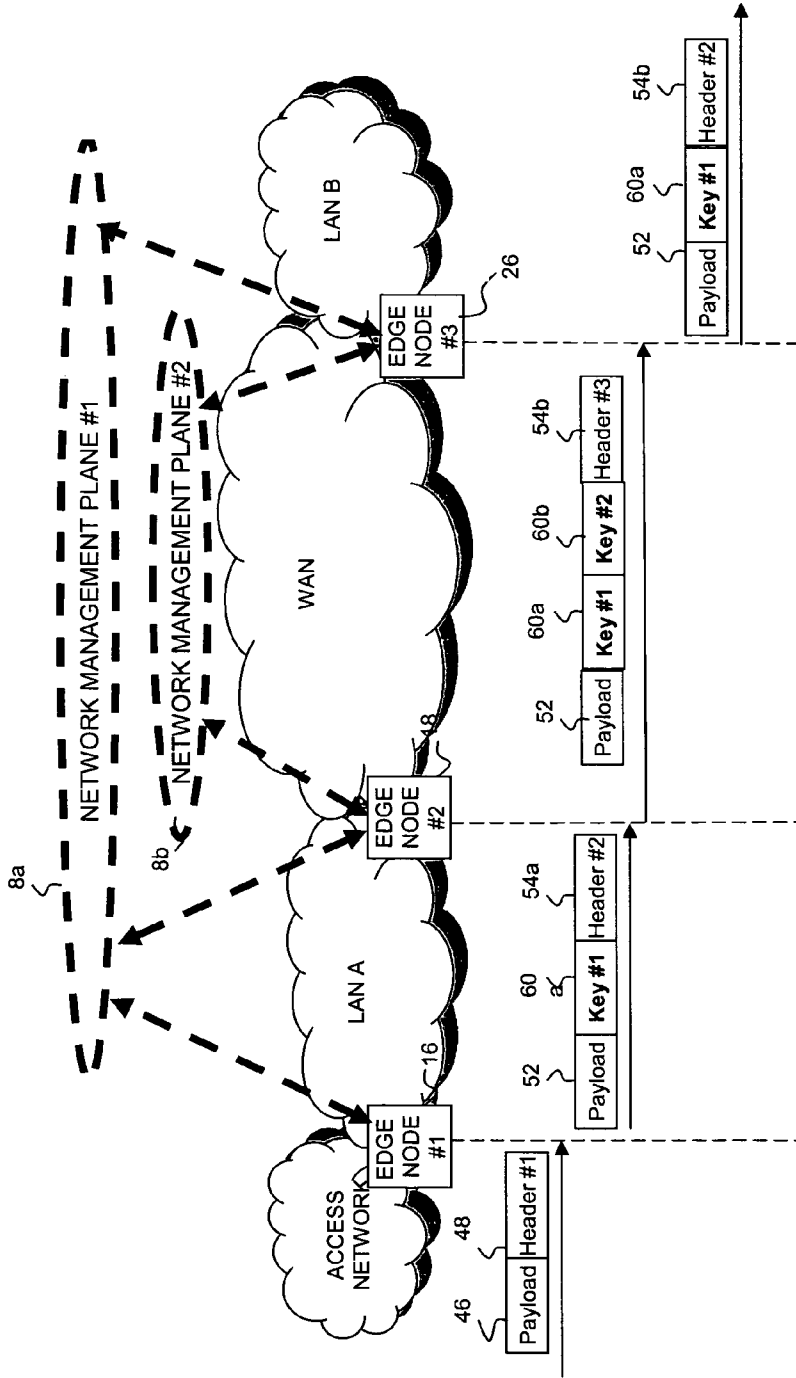 8a
NETWORK MANAGEMENT PLANE #1
8b
NETWORK MANAGEMENT PLANE #2
ACCESS
NETWORK
LAN A
WAN
LAN B
EDGE
NODE
#1
16
EDGE
NODE
#2
18
EDGE
NODE
#3
26
46
48
Payload
Header #1
52
60
a
54a
Payload
Key #1
Header #2
52
60a
60b
54b
Payload
Key #1
Key #2
Header #3
52
60a
54b
Payload
Key #1
Header #2